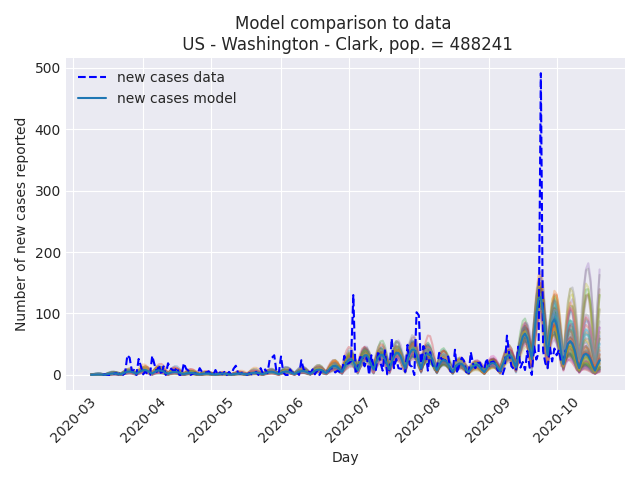 Model comparison to data
US - Washington - Clark, pop. = 488241
new cases data
new cases model
Number of new cases reported
500
400
300
200
100
0
2020-03
2020-04
2020-05
2020-06
2020-07
2020-08
2020-09
2020-10
Day